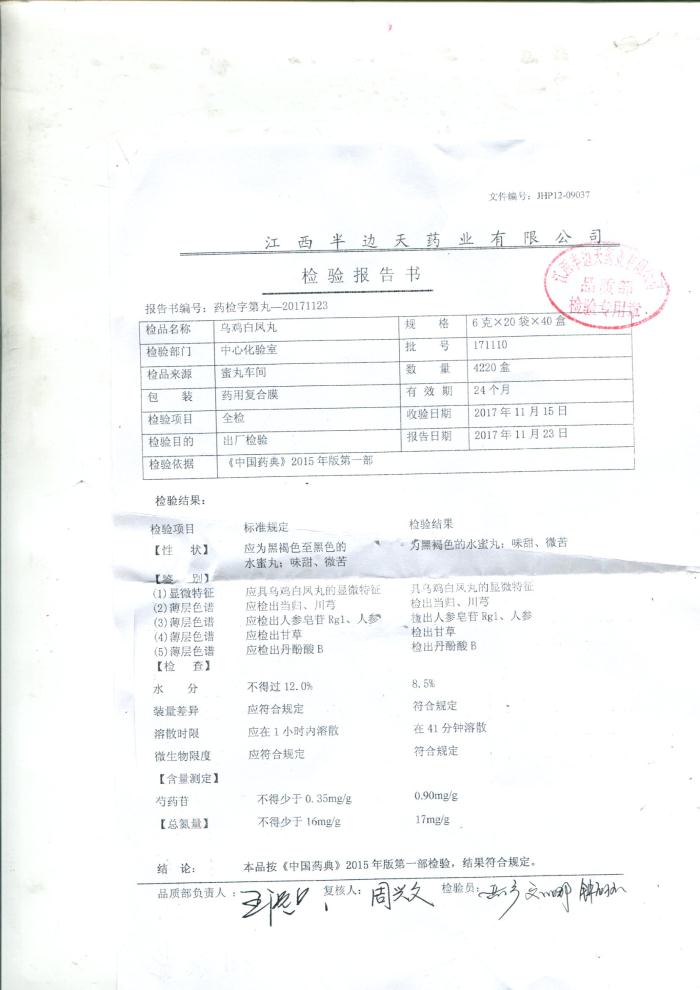 文件编号：JHP12-09037
江西半边天药业有限公司
检验报告书
江西半边天药业有限公司
品质部
检验专用章
报告书编号：药检字第丸—20171123
检品名称 乌鸡白凤丸 规 格 6克×20袋×40盒
检验部门 中心化验室 批 号 171110
检品来源 蜜丸车间 数 量 4220盒
包 装 药用复合膜 有 效 期 24个月
检验项目 全检 收验日期 2017年11月15日
检验目的 出厂检验 报告日期 2017年11月23日
检验依据 《中国药典》2015年版第一部
检验结果：
检验项目 标准规定 检验结果
【性 状】 应为黑褐色至黑色的 为黑褐色的水蜜丸；味甜、微苦
水蜜丸；味甜、微苦
【鉴 别】
(1)显微特征 应具乌鸡白凤丸的显微特征 具乌鸡白凤丸的显微特征
(2)薄层色谱 应检出当归、川芎 检出当归、川芎
(3)薄层色谱 应检出人参皂苷Rg1、人参 检出人参皂苷Rg1、人参
(4)薄层色谱 应检出甘草 检出甘草
(5)薄层色谱 应检出丹酚酸B 检出丹酚酸B
【检 查】
水 分 不得过12.0% 8.5%
装量差异 应符合规定 符合规定
溶散时限 应在1小时内溶散 在41分钟溶散
微生物限度 应符合规定 符合规定
【含量测定】
芍药苷 不得少于0.35mg/g 0.90mg/g
【总氮量】 不得少于16mg/g 17mg/g
结 论： 本品按《中国药典》2015年版第一部检验，结果符合规定。
品质部负责人： 复核人：周兴文 检验员：